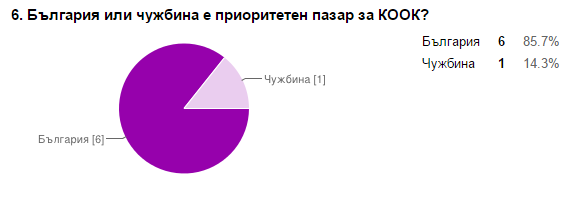 6. България или чужбина е приоритетен пазар за КООК?
България 6 85.7%
Чужбина 1 14.3%
Чужбина [1]
България [6]